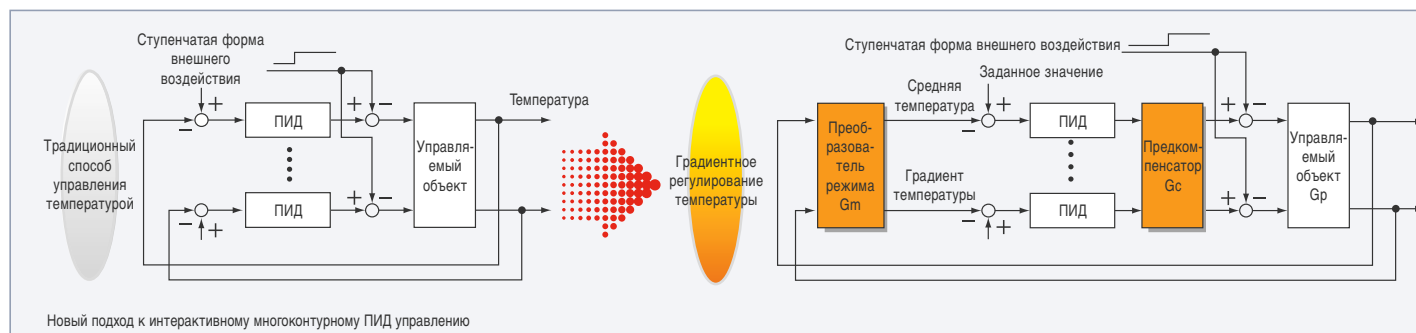 Ступенчатая форма
внешнего
воздействия
+
−
ПИД
+
−
Управля-
емый
объект
Температура
Традиционный
способ
управления
температурой
−
+
ПИД
+
−
Градиентное
регулирование
температуры
Ступенчатая форма внешнего воздействия
Средняя
температура
Заданное значение
Преоб-
разова-
тель
режима
Gm
+
−
ПИД
Предком-
пенсатор
Gc
+
−
Управля-
емый
объект
Gp
Градиент
температуры
−
+
ПИД
+
−
Новый подход к интерактивному многоконтурному ПИД управлению